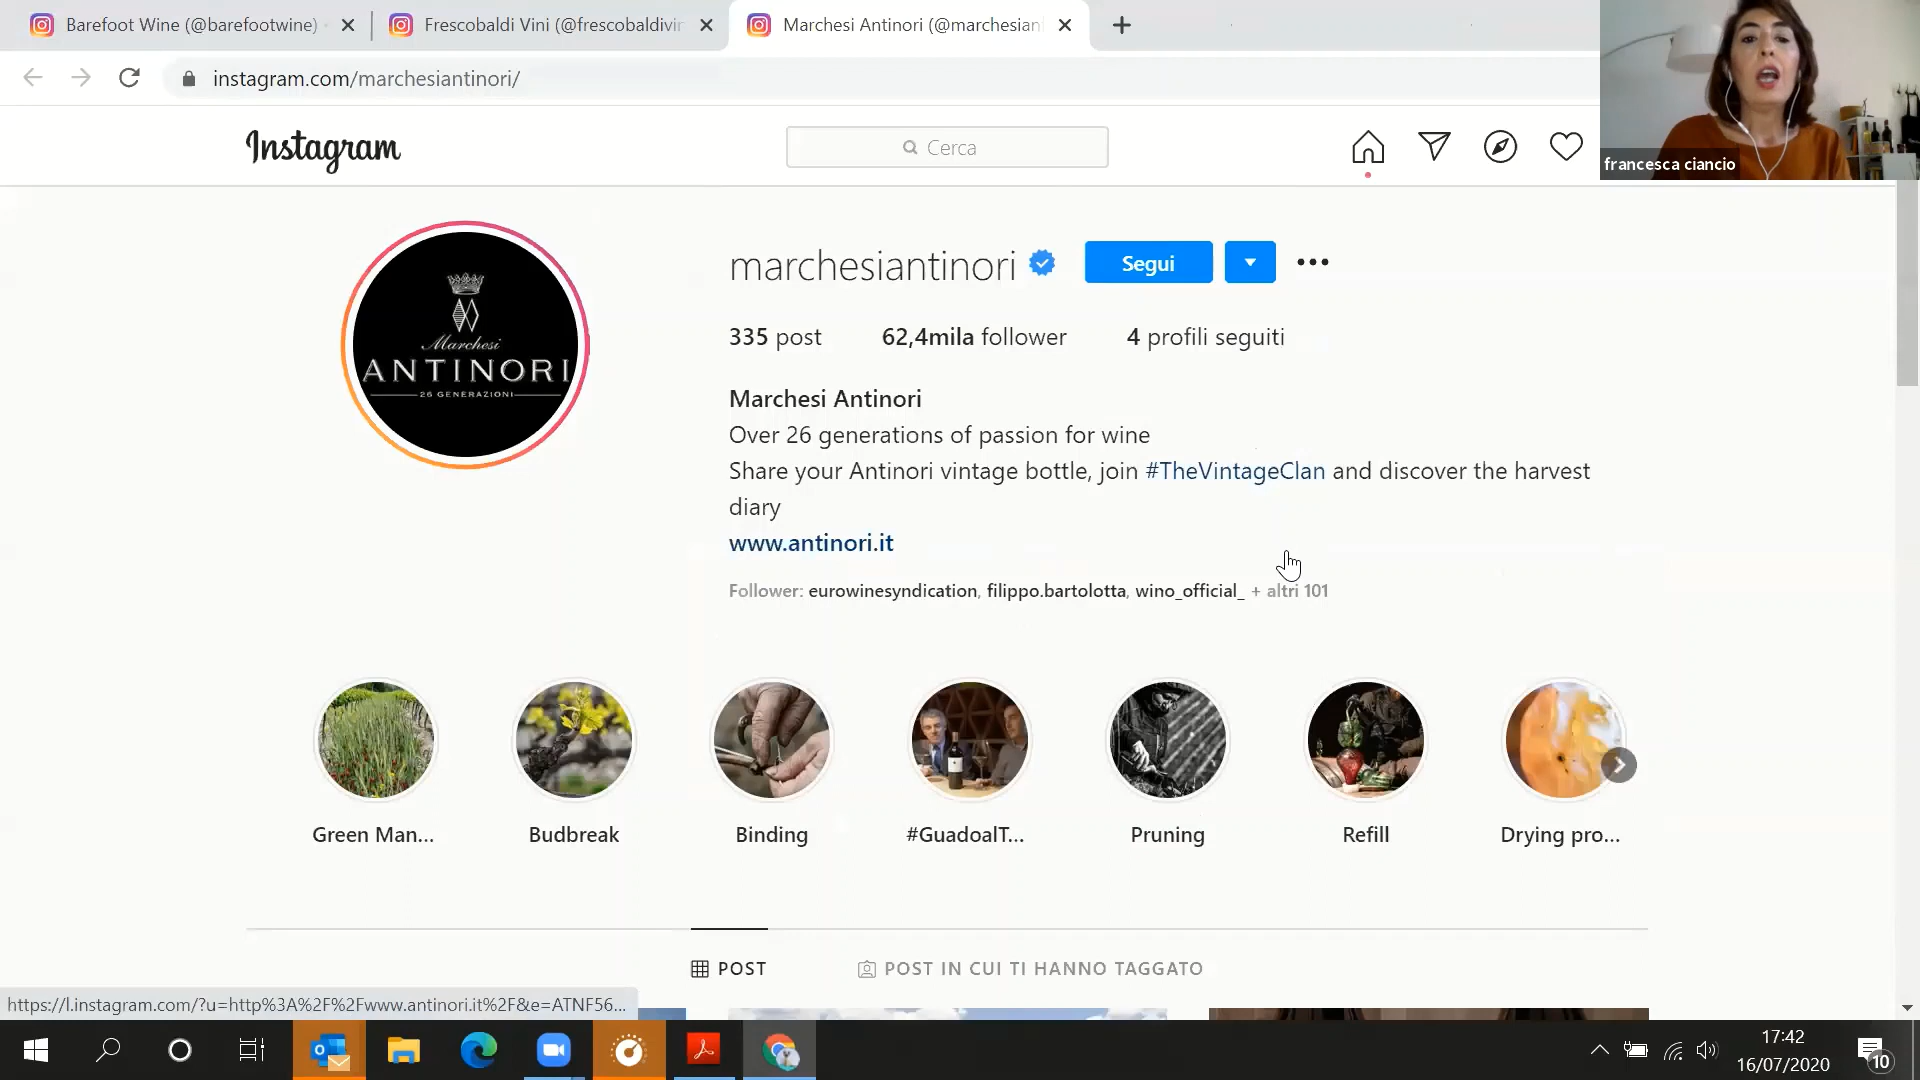 Barefoot Wine (@barefootwine)
Frescobaldi Vini (@frescobaldivin
Marchesi Antinori (@marchesian
instagram.com/marchesiantinori/
francesca ciancio
Instagram
Cerca
marchesiantinori
Segui
335 post
62,4mila follower
4 profili seguiti
Marchesi
ANTINORI
26 GENERAZIONI
Marchesi Antinori
Over 26 generations of passion for wine
Share your Antinori vintage bottle, join #TheVintageClan and discover the harvest
diary
www.antinori.it
Follower: eurowinesyndication, filippo.bartolotta, wino_official_ + altri 101
Green Man...
Budbreak
Binding
#GuadoalT...
Pruning
Refill
Drying pro...
POST
POST IN CUI TI HANNO TAGGATO
https://l.instagram.com/?u=http%3A%2F%2Fwww.antinori.it%2F&e=ATNF56...
17:42
16/07/2020
10